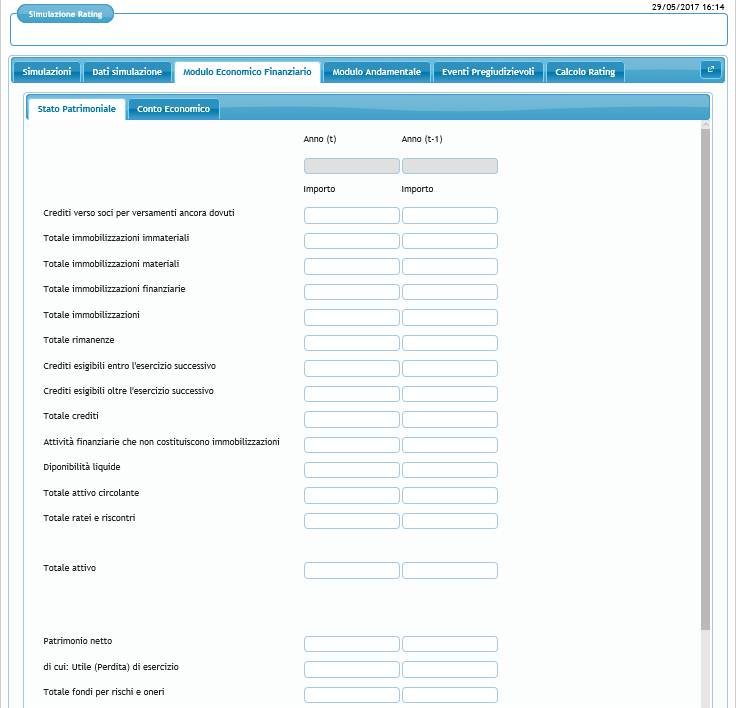 29/05/2017 16:14
Simulazione Rating
Simulazioni Dati simulazione Modulo Economico Finanziario Modulo Andamentale Eventi Pregiudizievoli Calcolo Rating
Stato Patrimoniale Conto Economico
Anno (t) Anno (t-1)
Importo Importo
Crediti verso soci per versamenti ancora dovuti
Totale immobilizzazioni immateriali
Totale immobilizzazioni materiali
Totale immobilizzazioni finanziarie
Totale immobilizzazioni
Totale rimanenze
Crediti esigibili entro l'esercizio successivo
Crediti esigibili oltre l'esercizio successivo
Totale crediti
Attività finanziarie che non costituiscono immobilizzazioni
Diponibilità liquide
Totale attivo circolante
Totale ratei e riscontri
Totale attivo
Patrimonio netto
di cui: Utile (Perdita) di esercizio
Totale fondi per rischi e oneri